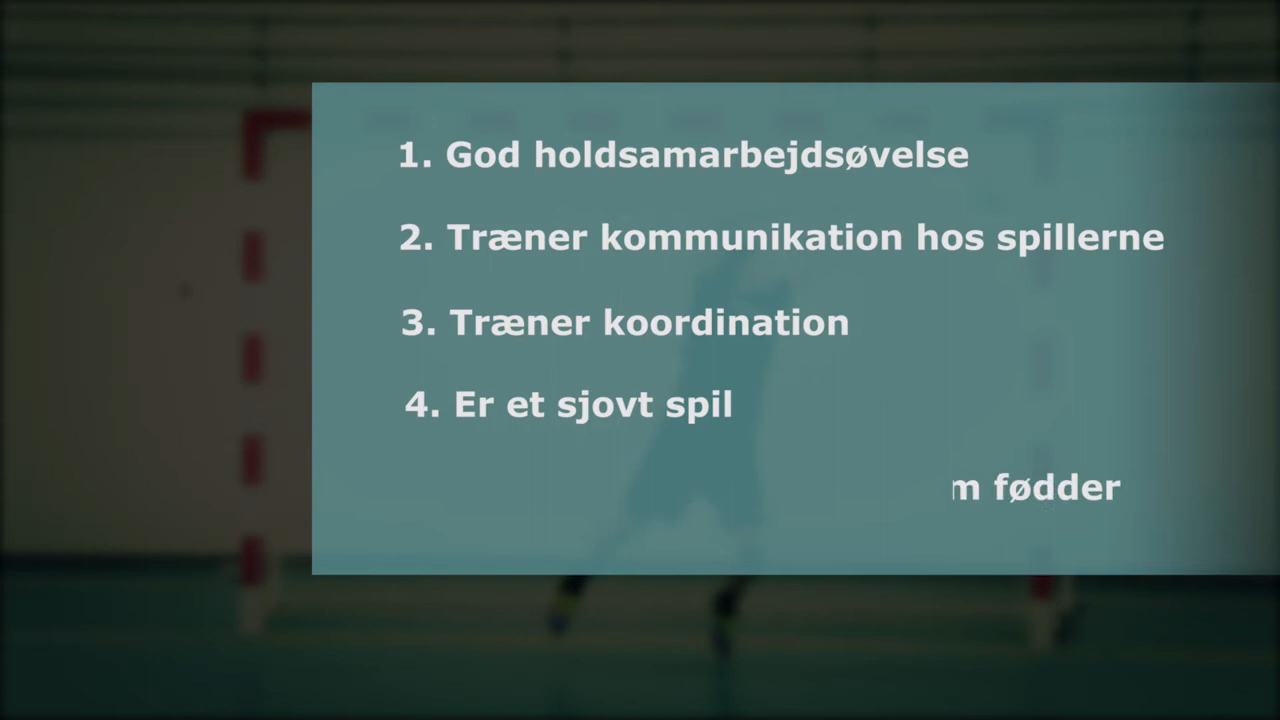 1. God holdsamarbejdsøvelse
2. Træner kommunikation hos spillerne
3. Træner koordination
4. Er et sjovt spil
fødder